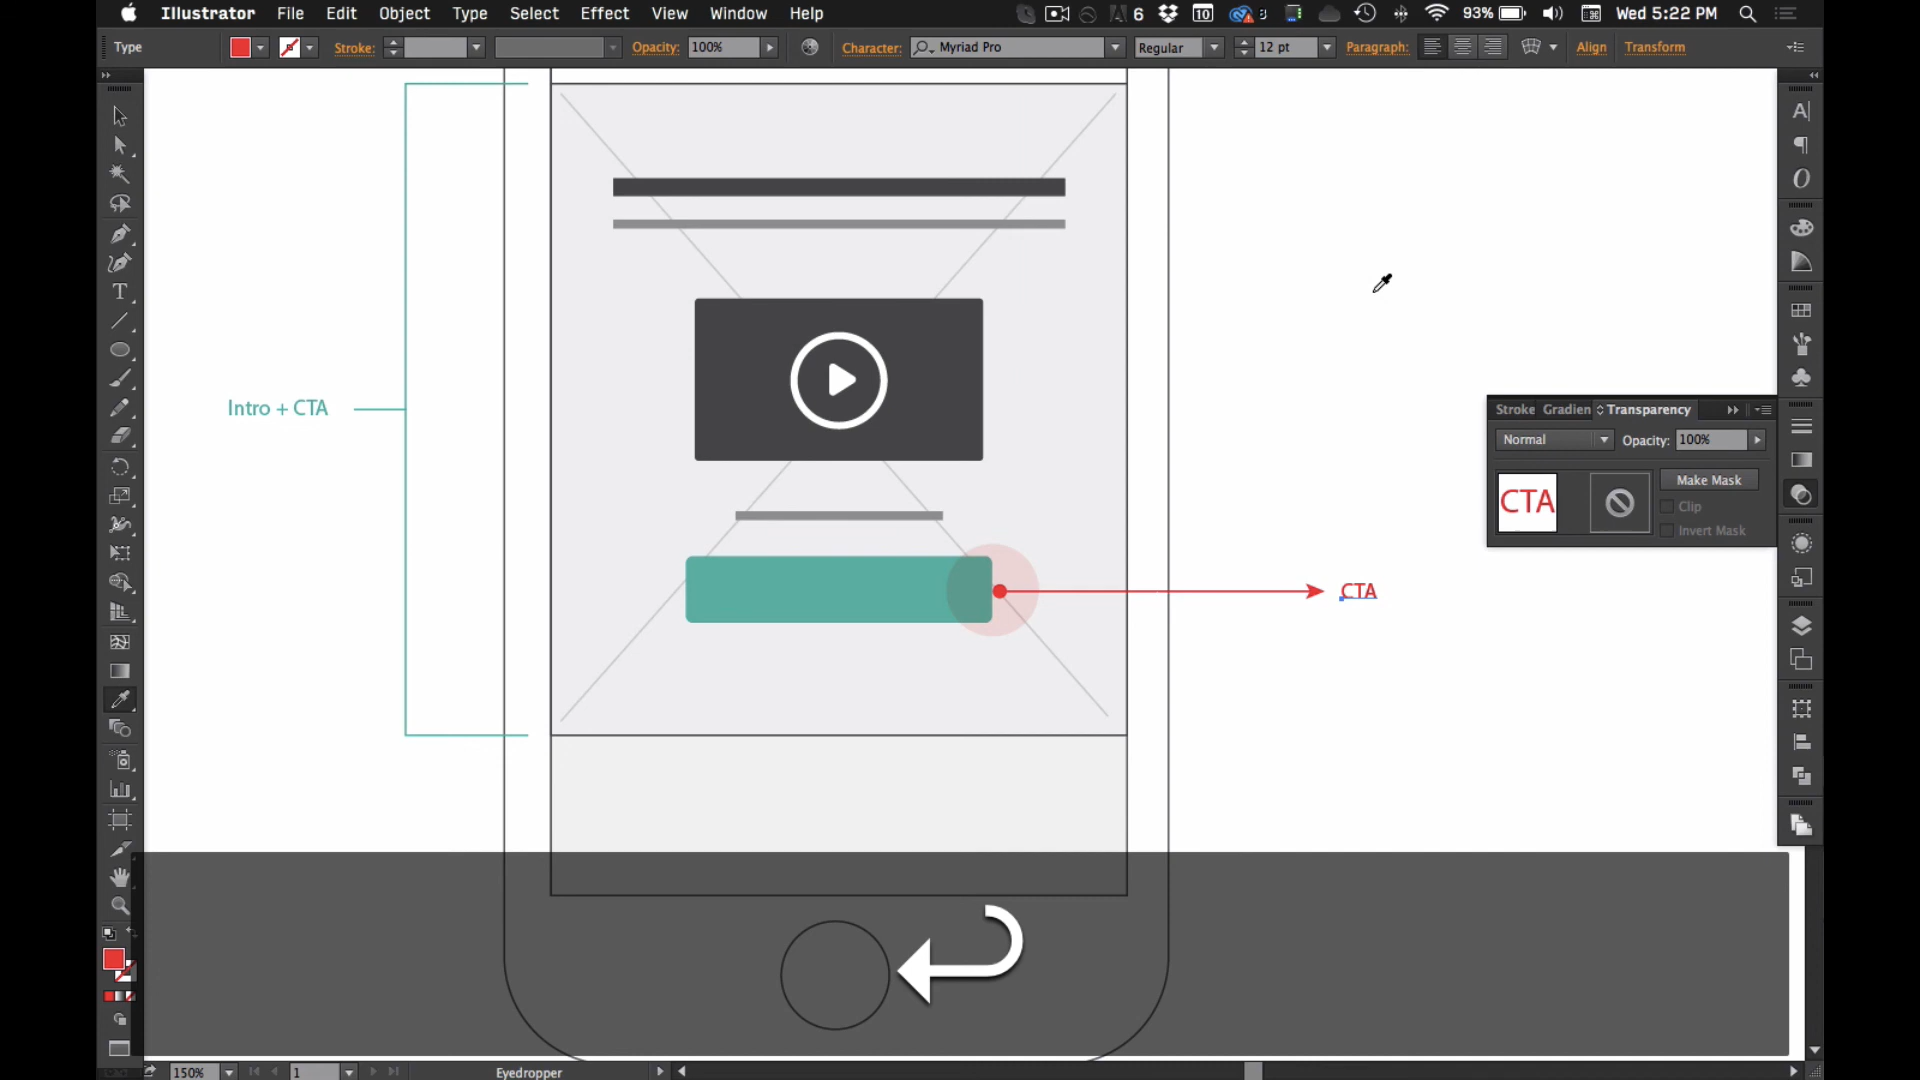 Illustrator File Edit Object Type Select Effect View Window Help
6
10
93%
Wed 5:22 PM
Type
Stroke:
Opacity: 100%
Character: Myriad Pro
Regular
12 pt
Paragraph:
Align
Transform
Intro + CTA
Stroke Gradien Transparency
Normal
Opacity: 100%
CTA
Make Mask
Clip
Invert Mask
CTA
150%
1
Eyedropper